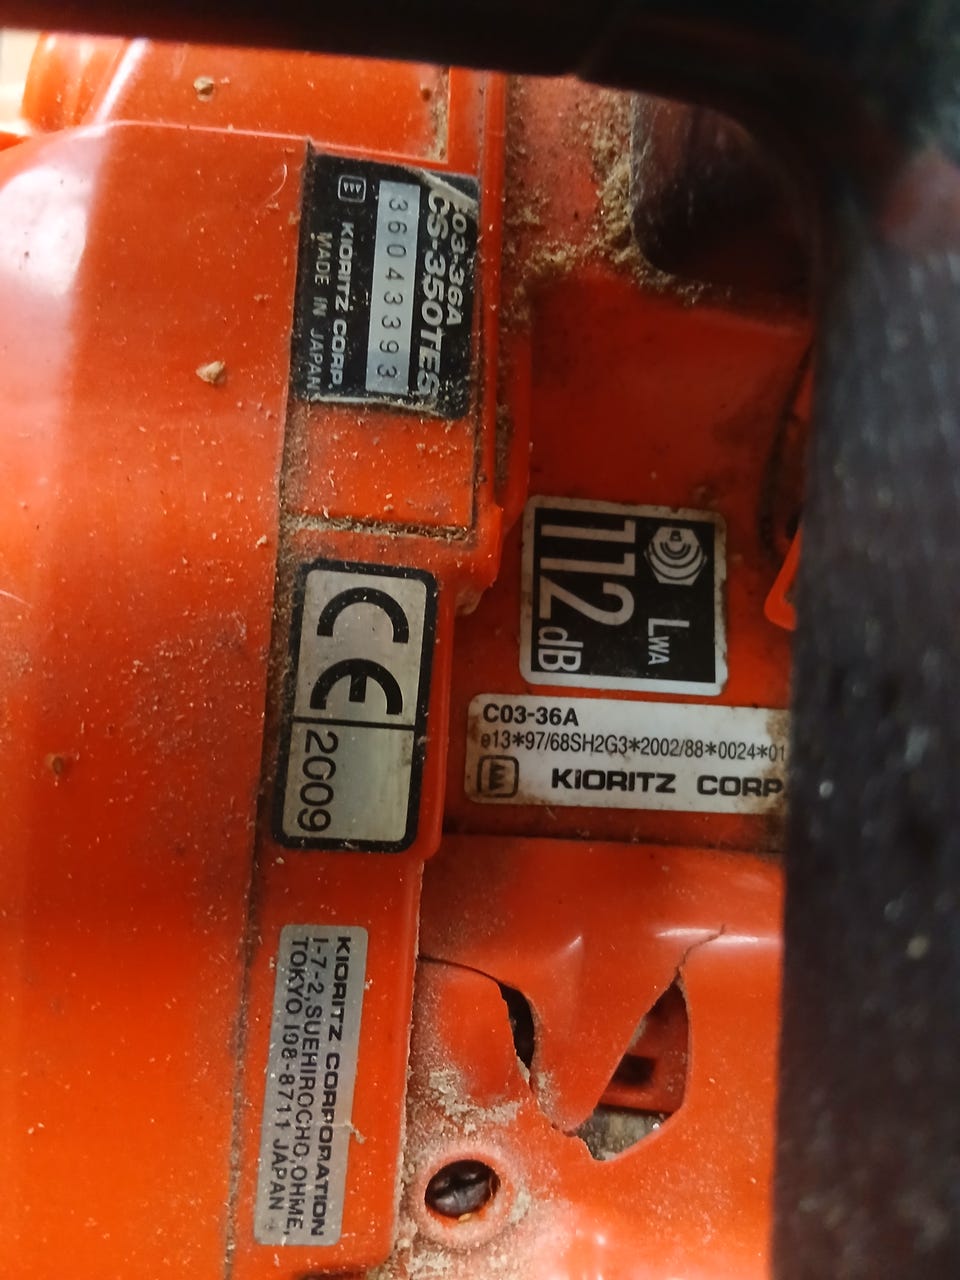 C03-36A
CS-350TES
36043393
KIORITZ CORP.
MADE IN JAPAN
112 dB
LWA
CE 2009
C03-36A
e13*97/68SH2G3*2002/88*0024*01
KIORITZ CORP
KIORITZ CORPORATION
1-7-2,SUEHIROCHO,OHME,
TOKYO 198-8711 JAPAN